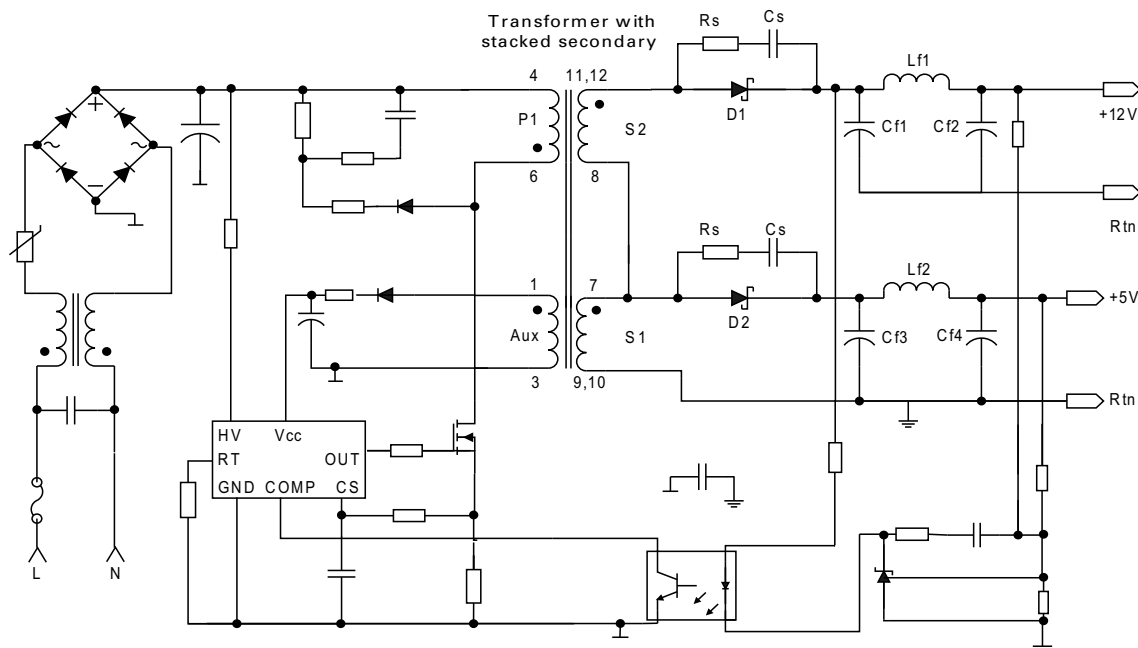 Transformer with
stacked secondary
Rs
Cs
4
11,12
Lf1
+
P1
S2
D1
Cf1
Cf2
+12V
~
~
−
6
8
Rtn
Rs
Cs
1
7
Lf2
+5V
Aux
S1
D2
Cf3
Cf4
3
9,10
Rtn
HV
Vcc
RT
OUT
GND
COMP
CS
L
N